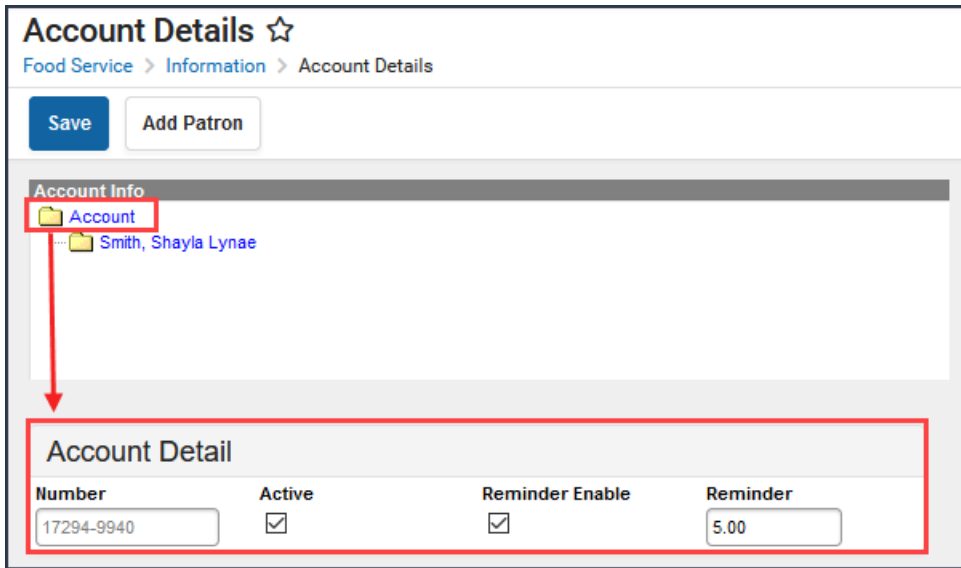 Account Details
Food Service > Information > Account Details
Save Add Patron
Account Info
Account
Smith, Shayla Lynae
Account Detail
Number Active Reminder Enable Reminder
17294-9940 5.00